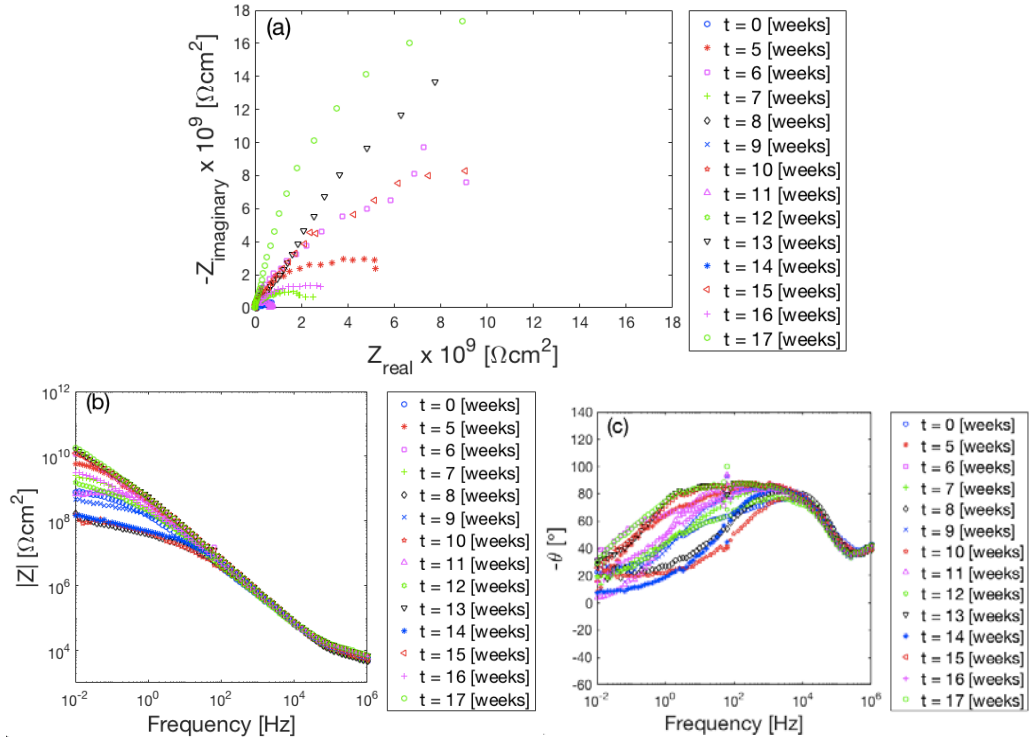 (a)
18
16
14
12
10
8
6
4
2
0
-Zimaginary x 10^9 [Ωcm^2]
0 2 4 6 8 10 12 14 16 18
Zreal x 10^9 [Ωcm^2]
t = 0 [weeks]
t = 5 [weeks]
t = 6 [weeks]
t = 7 [weeks]
t = 8 [weeks]
t = 9 [weeks]
t = 10 [weeks]
t = 11 [weeks]
t = 12 [weeks]
t = 13 [weeks]
t = 14 [weeks]
t = 15 [weeks]
t = 16 [weeks]
t = 17 [weeks]
(b)
10^12
10^10
10^8
10^6
10^4
|Z| [Ωcm^2]
10^-2 10^0 10^2 10^4 10^6
Frequency [Hz]
t = 0 [weeks]
t = 5 [weeks]
t = 6 [weeks]
t = 7 [weeks]
t = 8 [weeks]
t = 9 [weeks]
t = 10 [weeks]
t = 11 [weeks]
t = 12 [weeks]
t = 13 [weeks]
t = 14 [weeks]
t = 15 [weeks]
t = 16 [weeks]
t = 17 [weeks]
(c)
140
120
100
80
60
40
20
0
-20
-40
-60
-θ [°]
10^-2 10^0 10^2 10^4 10^6
Frequency [Hz]
t = 0 [weeks]
t = 5 [weeks]
t = 6 [weeks]
t = 7 [weeks]
t = 8 [weeks]
t = 9 [weeks]
t = 10 [weeks]
t = 11 [weeks]
t = 12 [weeks]
t = 13 [weeks]
t = 14 [weeks]
t = 15 [weeks]
t = 16 [weeks]
t = 17 [weeks]